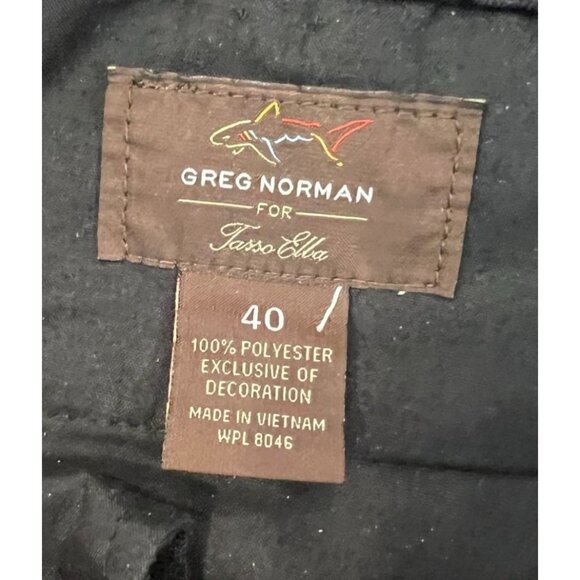 GREG NORMAN
FOR
Tasso Elba
40
100% POLYESTER
EXCLUSIVE OF
DECORATION
MADE IN VIETNAM
WPL 8046